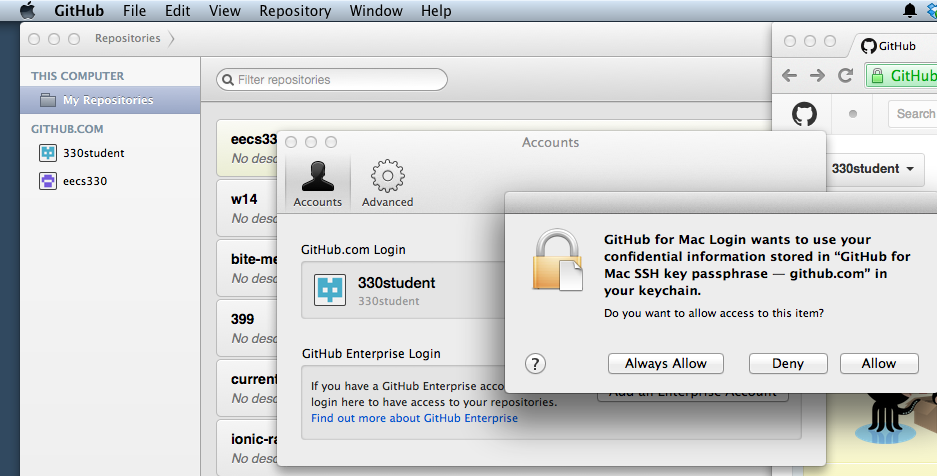 GitHub File Edit View Repository Window Help
Repositories
THIS COMPUTER
My Repositories
GITHUB.COM
330student
eecs330
Filter repositories
eecs33
No desc
w14
No desc
bite-me
No desc
399
No desc
current
No desc
ionic-ra
No desc
Accounts
Accounts Advanced
GitHub.com Login
330student
330student
GitHub Enterprise Login
If you have a GitHub Enterprise acco
login here to have access to your repositories.
Find out more about GitHub Enterprise
Add an Enterprise Account
GitHub
GitHub
Search
330student
GitHub for Mac Login wants to use your
confidential information stored in “GitHub for
Mac SSH key passphrase — github.com” in
your keychain.
Do you want to allow access to this item?
?
Always Allow Deny Allow